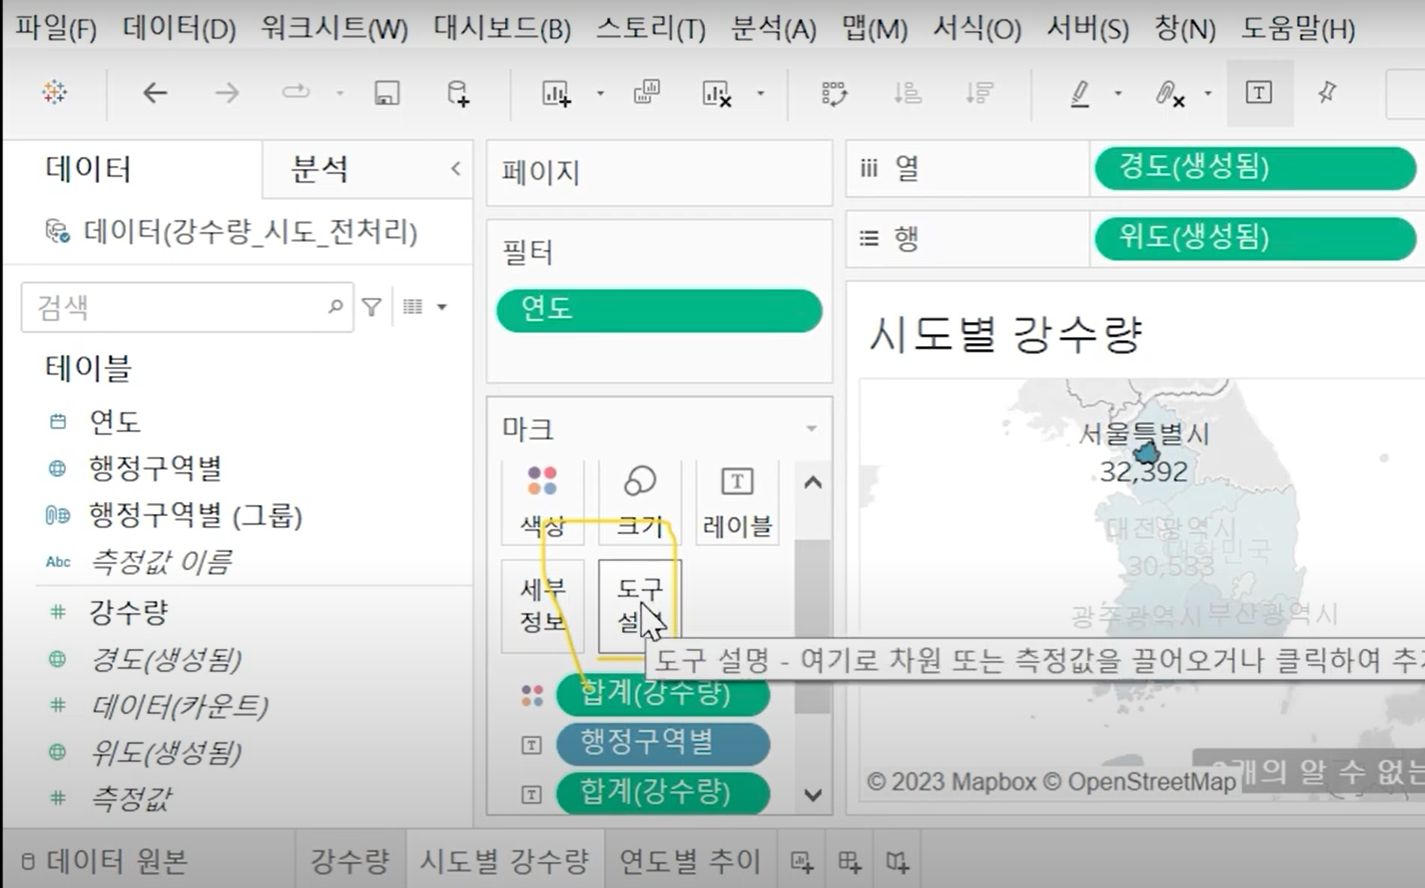 파일(F) 데이터(D) 워크시트(W) 대시보드(B) 스토리(T) 분석(A) 맵(M) 서식(O) 서버(S) 창(N) 도움말(H)
데이터 분석
데이터(강수량_시도_전처리)
검색
테이블
연도
행정구역별
행정구역별 (그룹)
Abc 측정값 이름
강수량
경도(생성됨)
데이터(카운트)
위도(생성됨)
측정값
페이지
필터
연도
마크
색상 크기 레이블
세부
정보
도구
도구 설명 - 여기로 차원 또는 측정값을 끌어오거나 클릭하여
합계(강수량)
행정구역별
합계(강수량)
열 경도(생성됨)
행 위도(생성됨)
시도별 강수량
서울특별시
32,392
대전광역시
대한민국
30,533
광주광역시 부산광역시
© 2023 Mapbox © OpenStreetMap
개의 알 수 없는
데이터 원본 강수량 시도별 강수량 연도별 추이